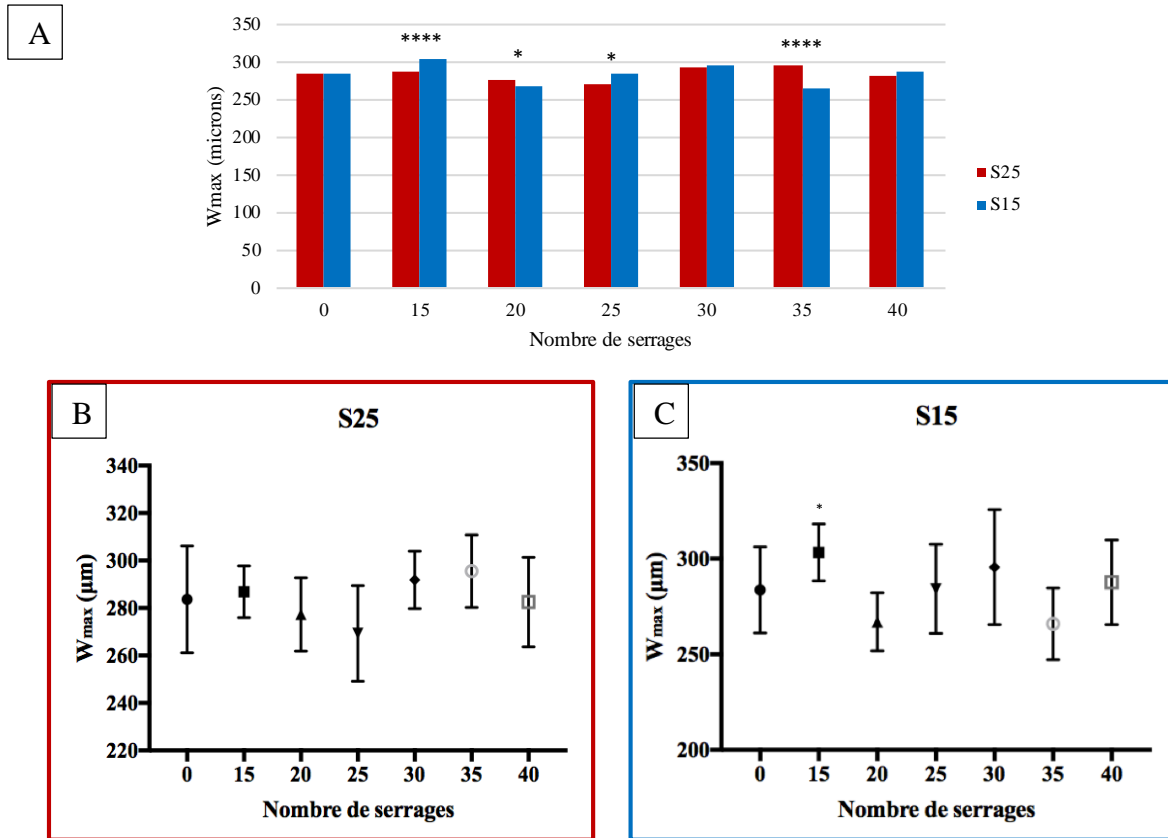 A
350
300
250
200
150
100
50
0
Wmax (microns)
****
*
*
****
0 15 20 25 30 35 40
Nombre de serrages
S25
S15
B
S25
340
320
300
280
260
240
220
Wmax (µm)
0 15 20 25 30 35 40
Nombre de serrages
C
S15
350
300
250
200
Wmax (µm)
*
0 15 20 25 30 35 40
Nombre de serrages